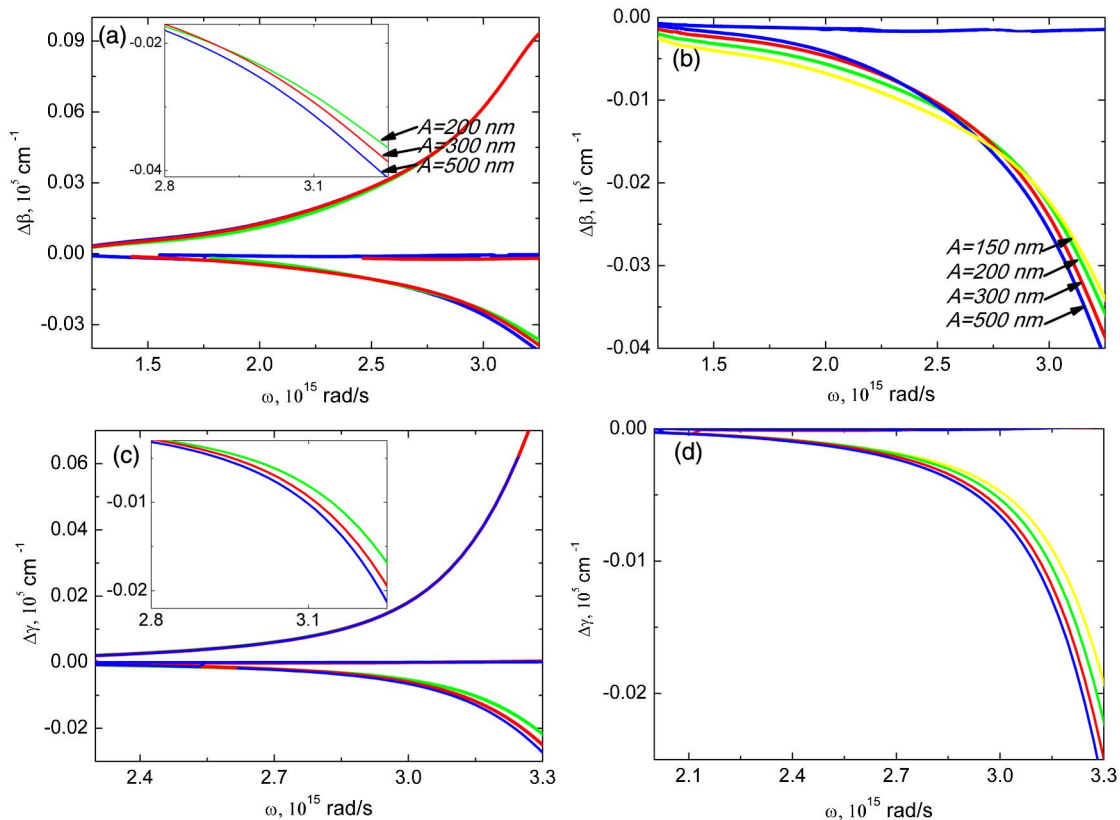 (a)
0.09
0.06
0.03
0.00
-0.03
Δβ, 10⁵ cm⁻¹
1.5 2.0 2.5 3.0
ω, 10¹⁵ rad/s
-0.02
-0.04
2.8 3.1
A=200 nm
A=300 nm
A=500 nm
(b)
0.00
-0.01
-0.02
-0.03
-0.04
Δβ, 10⁵ cm⁻¹
1.5 2.0 2.5 3.0
ω, 10¹⁵ rad/s
A=150 nm
A=200 nm
A=300 nm
A=500 nm
(c)
0.06
0.04
0.02
0.00
-0.02
Δγ, 10⁵ cm⁻¹
2.4 2.7 3.0 3.3
ω, 10¹⁵ rad/s
-0.01
-0.02
2.8 3.1
(d)
0.00
-0.01
-0.02
Δγ, 10⁵ cm⁻¹
2.1 2.4 2.7 3.0 3.3
ω, 10¹⁵ rad/s